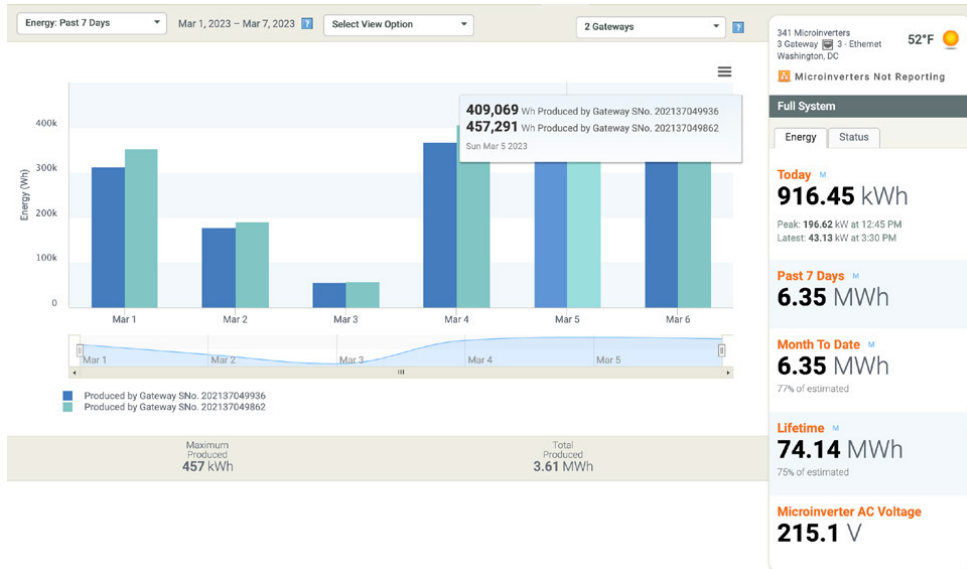 Energy: Past 7 Days
Mar 1, 2023 – Mar 7, 2023 ?
Select View Option
2 Gateways
?
409,069 Wh Produced by Gateway SNo. 202137049936
457,291 Wh Produced by Gateway SNo. 202137049862
Sun Mar 5 2023
Energy (Wh)
400k
300k
200k
100k
0
Mar 1 Mar 2 Mar 3 Mar 4 Mar 5 Mar 6
Mar 1 Mar 2 Mar 3 Mar 4 Mar 5
Produced by Gateway SNo. 202137049936
Produced by Gateway SNo. 202137049862
Maximum
Produced
457 kWh
Total
Produced
3.61 MWh
341 Microinverters
3 Gateway 3 - Ethernet
Washington, DC
52°F
Microinverters Not Reporting
Full System
Energy Status
Today M
916.45 kWh
Peak: 196.62 kW at 12:45 PM
Latest: 43.13 kW at 3:30 PM
Past 7 Days M
6.35 MWh
Month To Date M
6.35 MWh
77% of estimated
Lifetime M
74.14 MWh
75% of estimated
Microinverter AC Voltage
215.1 V